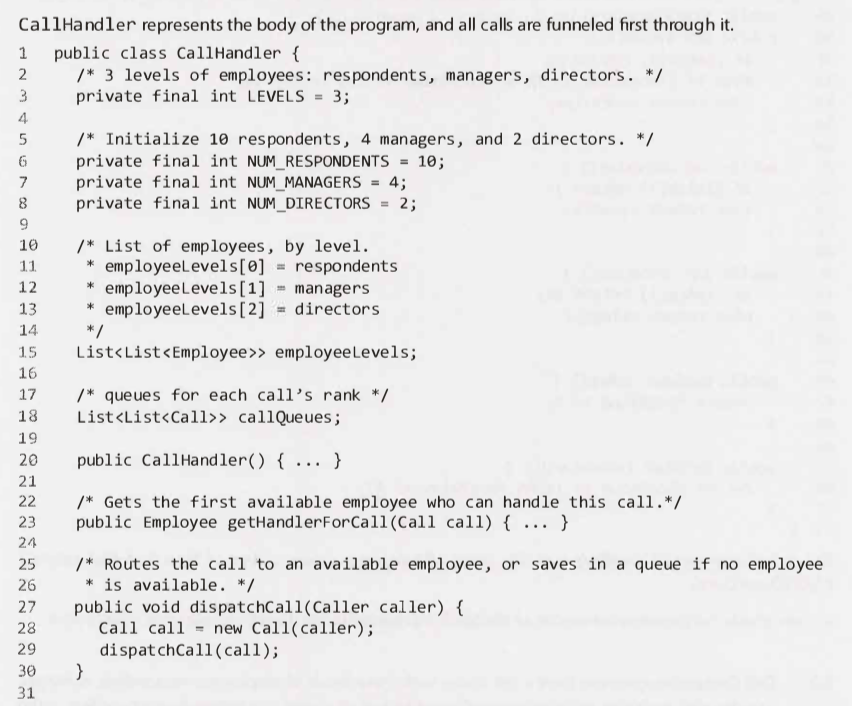 CallHandler represents the body of the program, and all calls are funneled first through it.
1 public class CallHandler {
2 /* 3 levels of employees: respondents, managers, directors. */
3 private final int LEVELS = 3;
4
5 /* Initialize 10 respondents, 4 managers, and 2 directors. */
6 private final int NUM_RESPONDENTS = 10;
7 private final int NUM_MANAGERS = 4;
8 private final int NUM_DIRECTORS = 2;
9
10 /* List of employees, by level.
11 * employeeLevels[0] = respondents
12 * employeeLevels[1] = managers
13 * employeeLevels[2] = directors
14 */
15 List<List<Employee>> employeeLevels;
16
17 /* queues for each call's rank */
18 List<List<Call>> callQueues;
19
20 public CallHandler() { ... }
21
22 /* Gets the first available employee who can handle this call.*/
23 public Employee getHandlerForCall(Call call) { ... }
24
25 /* Routes the call to an available employee, or saves in a queue if no employee
26 * is available. */
27 public void dispatchCall(Caller caller) {
28 Call call = new Call(caller);
29 dispatchCall(call);
30 }
31